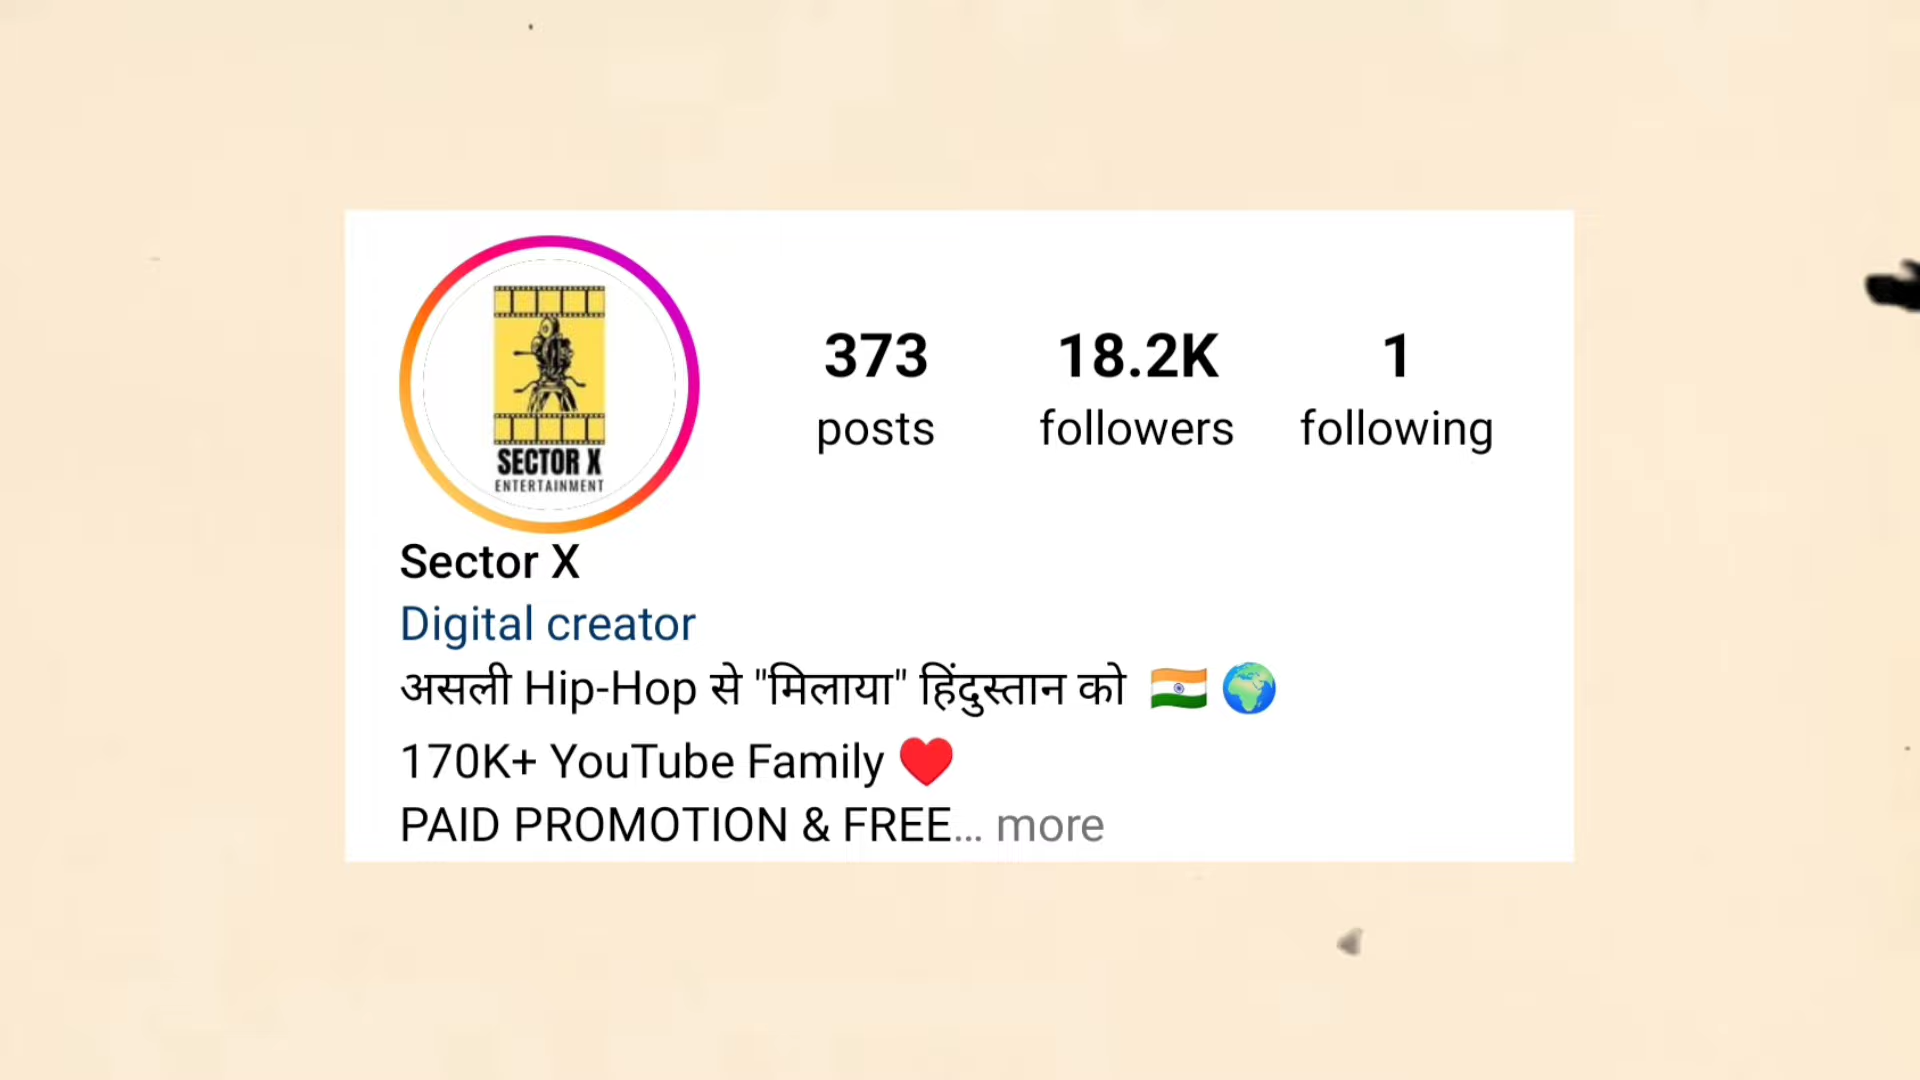 SECTOR X
ENTERTAINMENT
373 18.2K 1
posts followers following
Sector X
Digital creator
असली Hip-Hop से "मिलाया" हिंदुस्तान को 🇮🇳 🌍
170K+ YouTube Family ♥️
PAID PROMOTION & FREE... more